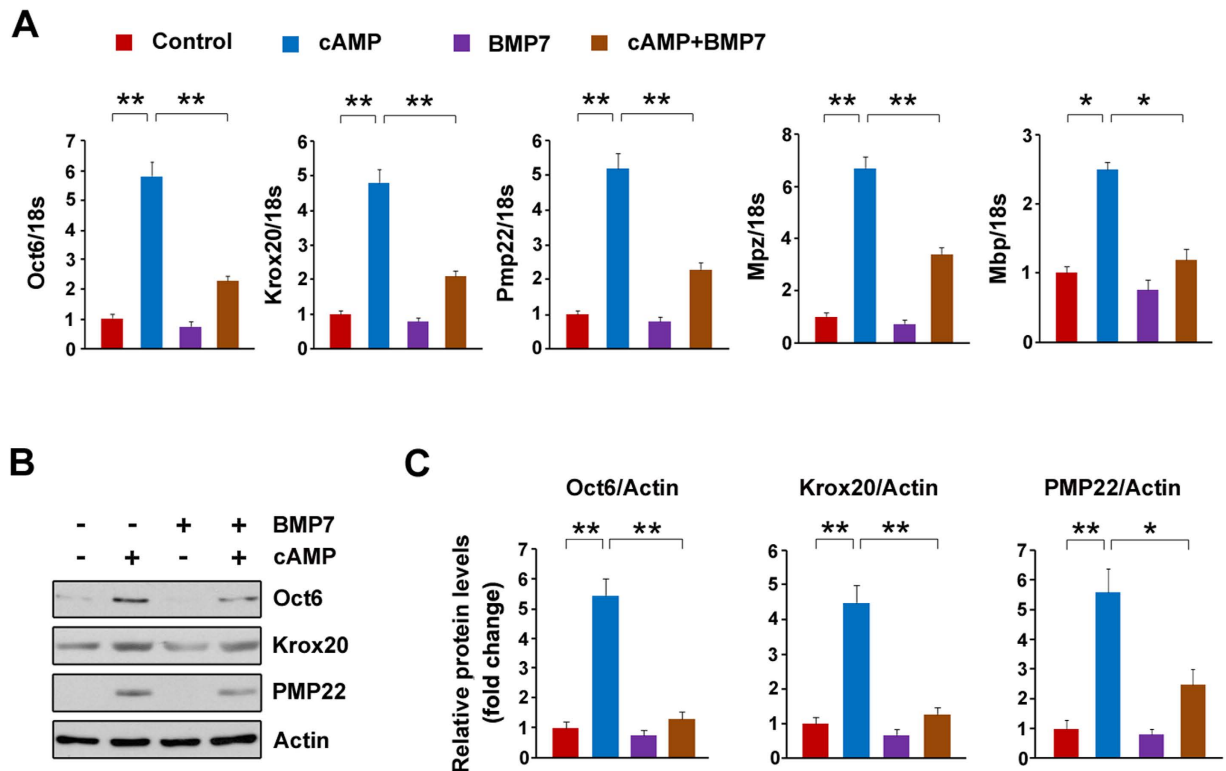 A
Control cAMP BMP7 cAMP+BMP7
** ** ** ** ** ** ** ** * *
Oct6/18s
7
6
5
4
3
2
1
0
Krox20/18s
6
5
4
3
2
1
0
Pmp22/18s
6
5
4
3
2
1
0
Mpz/18s
8
6
4
2
0
Mbp/18s
3
2
1
0
B
- - + + BMP7
- + - + cAMP
Oct6
Krox20
PMP22
Actin
C
Relative protein levels
(fold change)
Oct6/Actin
** **
7
6
5
4
3
2
1
0
Krox20/Actin
** **
6
5
4
3
2
1
0
PMP22/Actin
** *
7
6
5
4
3
2
1
0